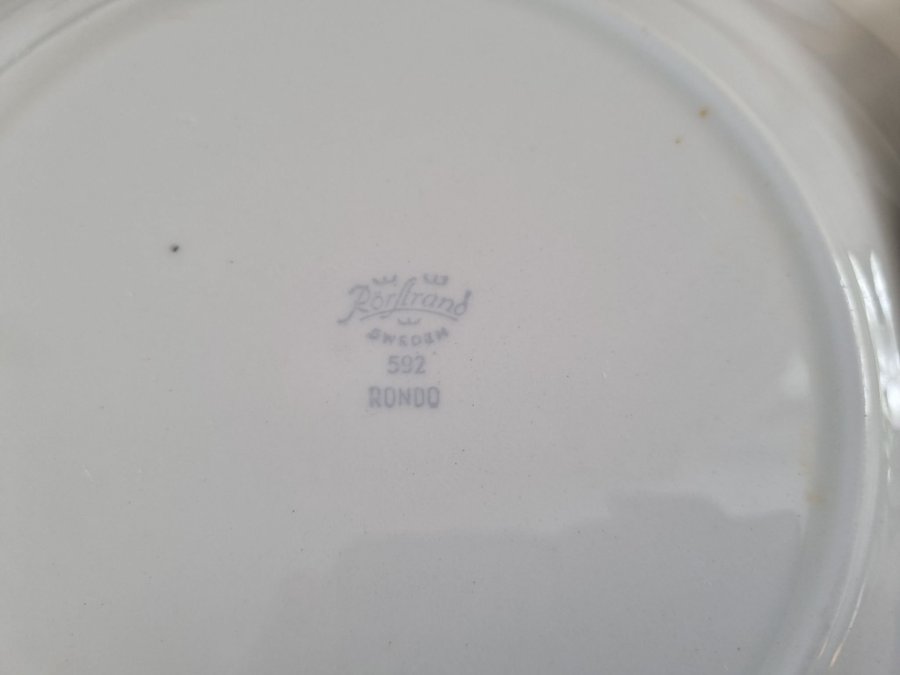 Rörstrand
SWEDEN
592
RONDO